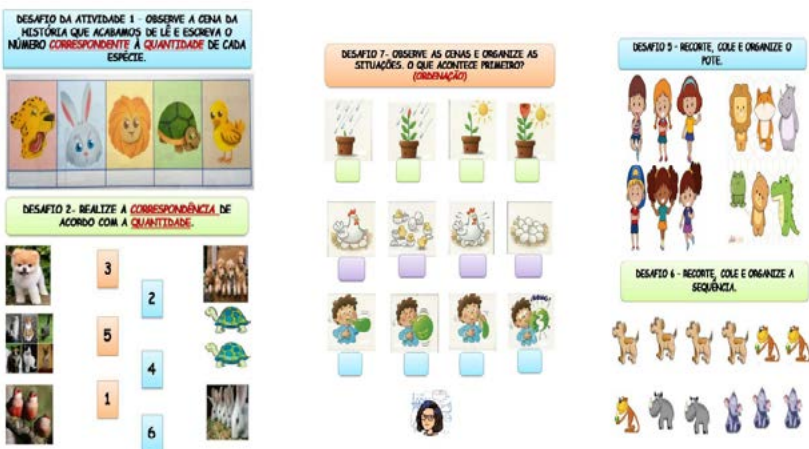 DESAFIO DA ATIVIDADE 1 - OBSERVE A CENA DA
HISTÓRIA QUE ACABAMOS DE LÊ E ESCREVA O
NÚMERO CORRESPONDENTE À QUANTIDADE DE CADA
ESPÉCIE.
DESAFIO 2- REALIZE A CORRESPONDÊNCIA DE
ACORDO COM A QUANTIDADE.
3
2
5
4
1
6
DESAFIO 7- OBSERVE AS CENAS E ORGANIZE AS
SITUAÇÕES. O QUE ACONTECE PRIMEIRO?
(ORDENAÇÃO)
DESAFIO 5 - RECORTE, COLE E ORGANIZE O
POTE.
DESAFIO 6 - RECORTE, COLE E ORGANIZE A
SEQUÊNCIA.